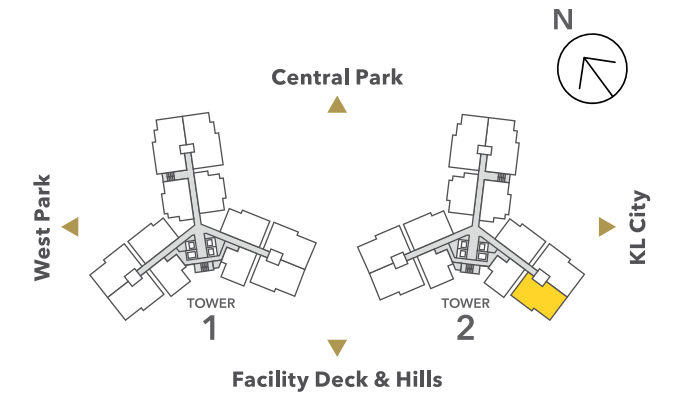 N
Central Park
West Park
KL City
TOWER
1
TOWER
2
Facility Deck & Hills